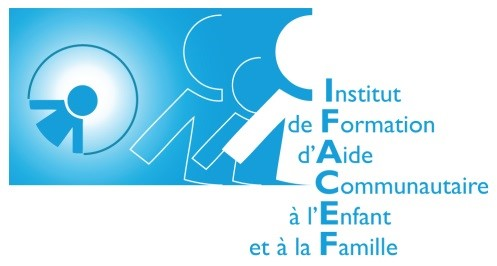 Institut
de Formation
d'Aide
Communautaire
à l'Enfant
et à la Famille